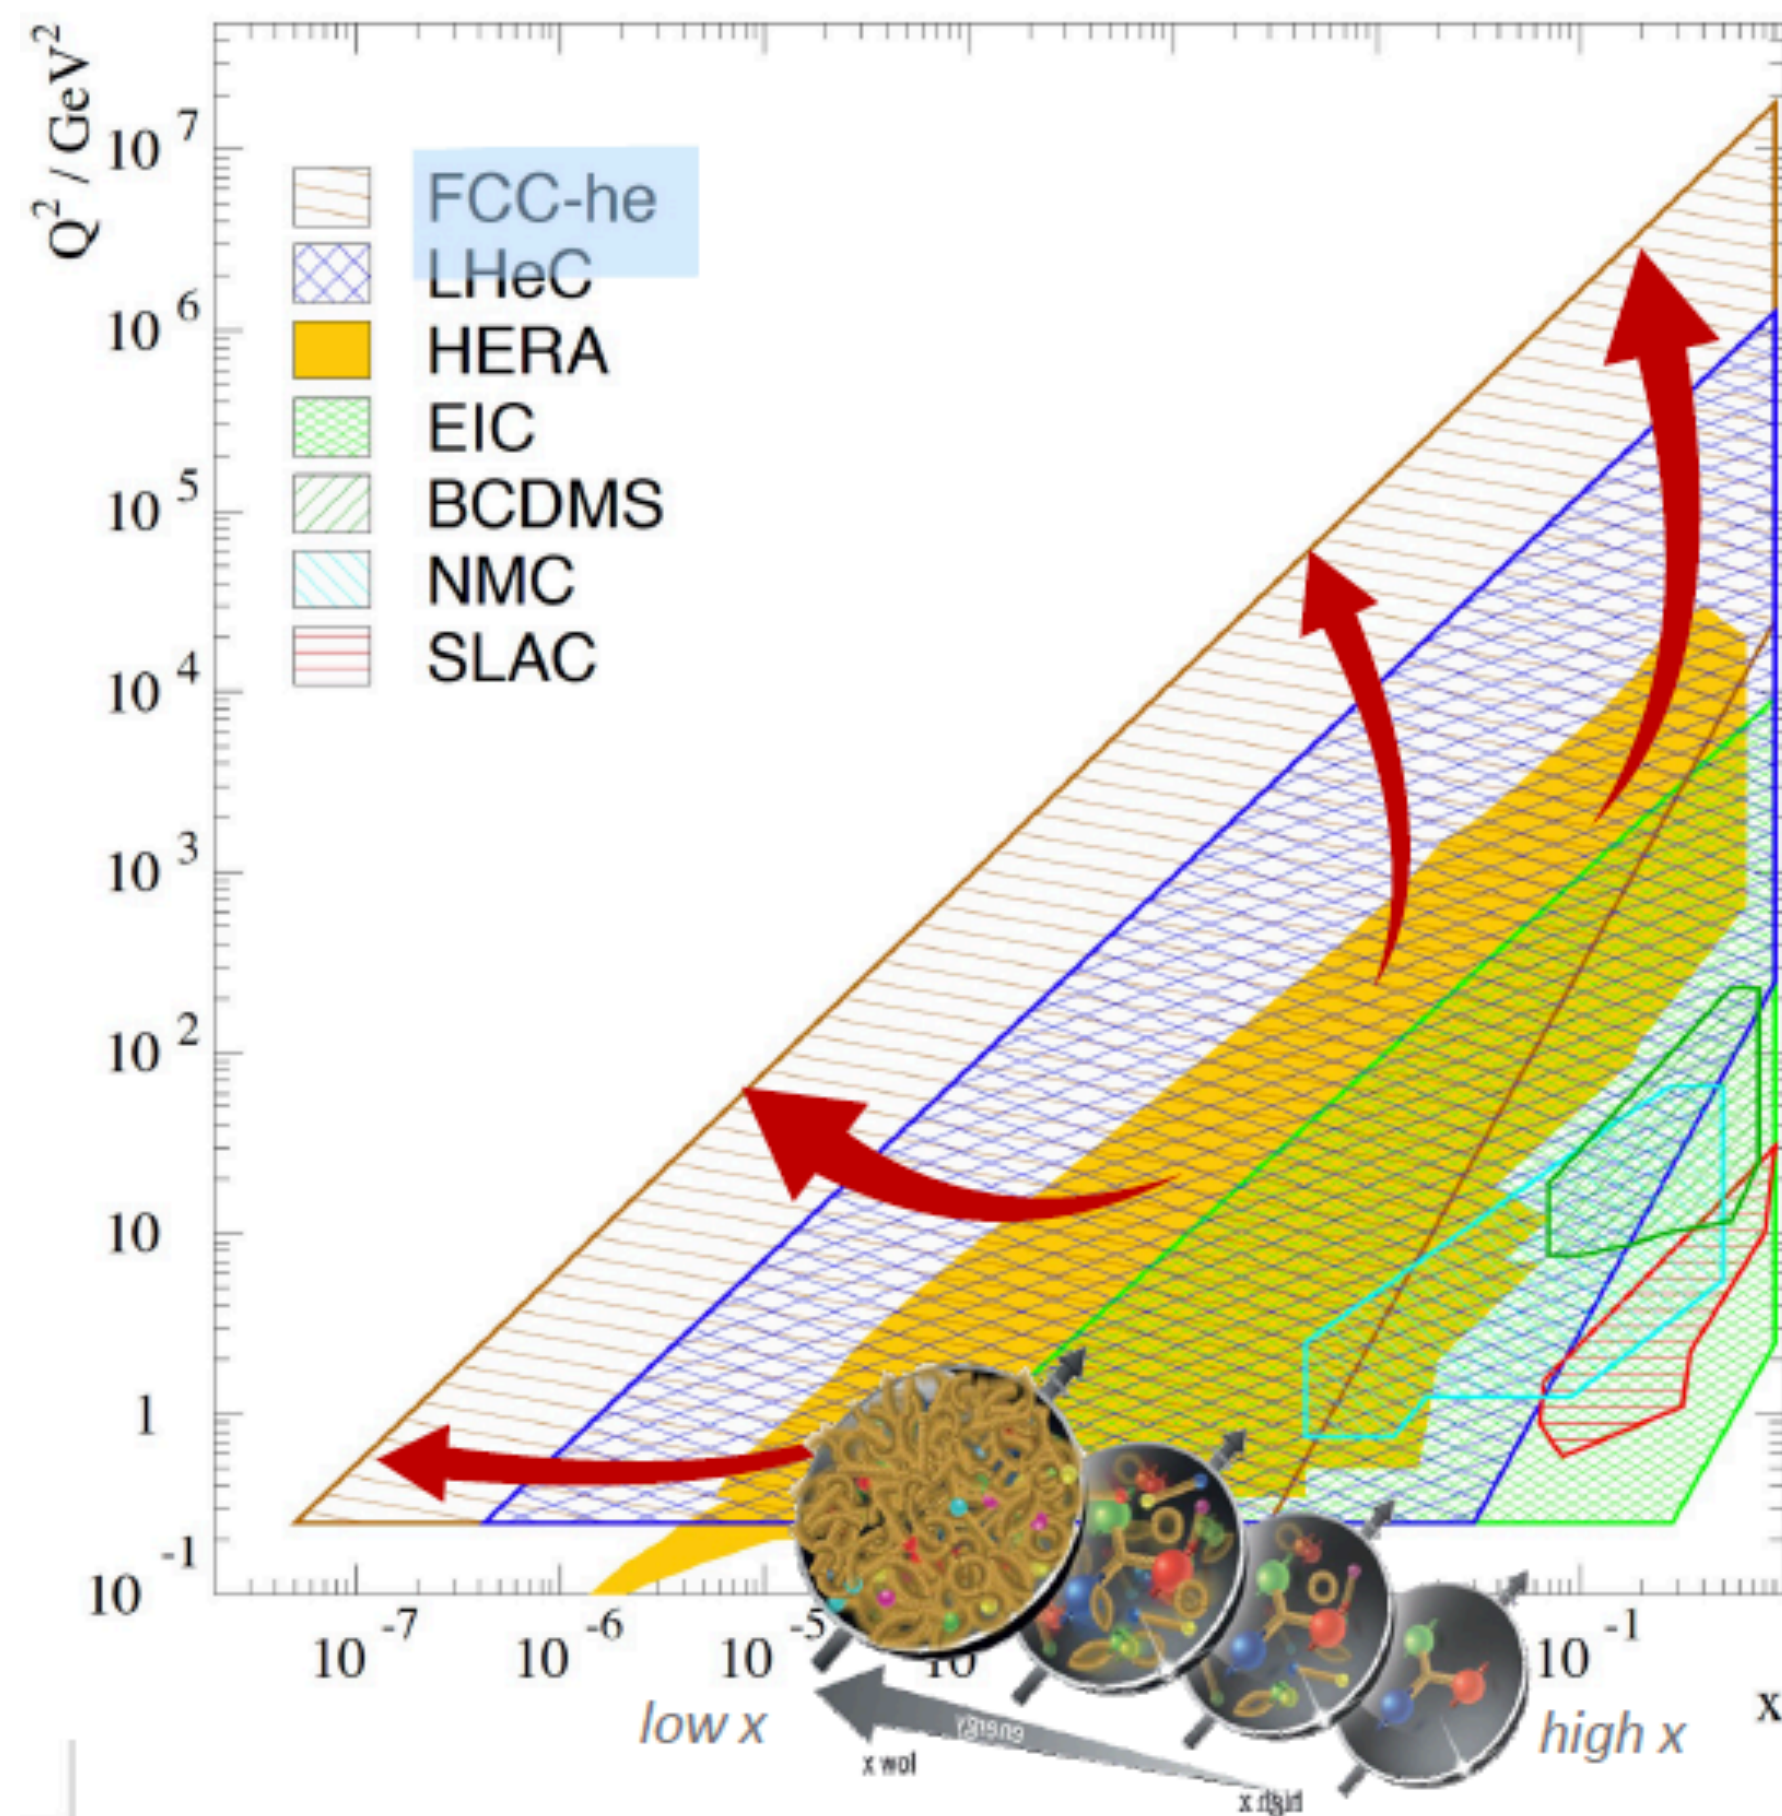 Q² / GeV²
10⁷
10⁶
10⁵
10⁴
10³
10²
10
1
10⁻¹
FCC-he
LHeC
HERA
EIC
BCDMS
NMC
SLAC
10⁻⁷
10⁻⁶
10⁻⁵
10
10⁻¹
x
low x
high x
energy
low x
high x